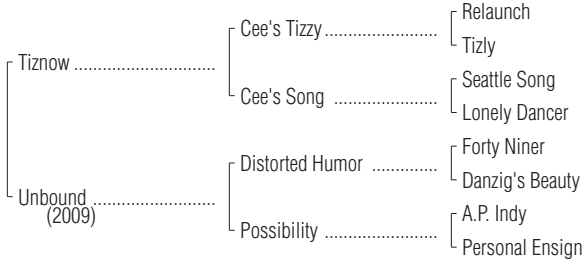 Relaunch
Cee's Tizzy
Tizly
Tiznow
Seattle Song
Cee's Song
Lonely Dancer
Forty Niner
Distorted Humor
Danzig's Beauty
Unbound
(2009)
A.P. Indy
Possibility
Personal Ensign